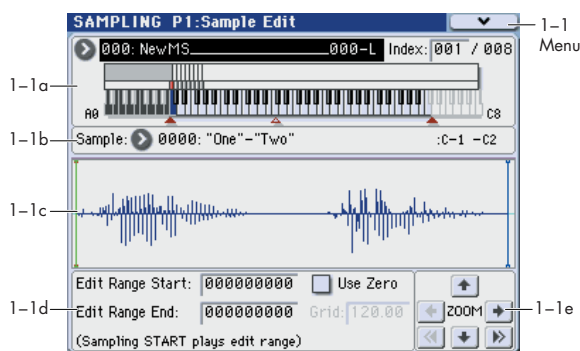 SAMPLING P1:Sample Edit
1–1
Menu
000: NewMS 000-L Index: 001 / 008
1–1a
A0 C8
1–1b
Sample: 0000: "One"-"Two" :C-1 -C2
1–1c
Edit Range Start: 000000000 Use Zero
1–1d
Edit Range End: 000000000 Grid: 120.00 ZOOM
1–1e
(Sampling START plays edit range)